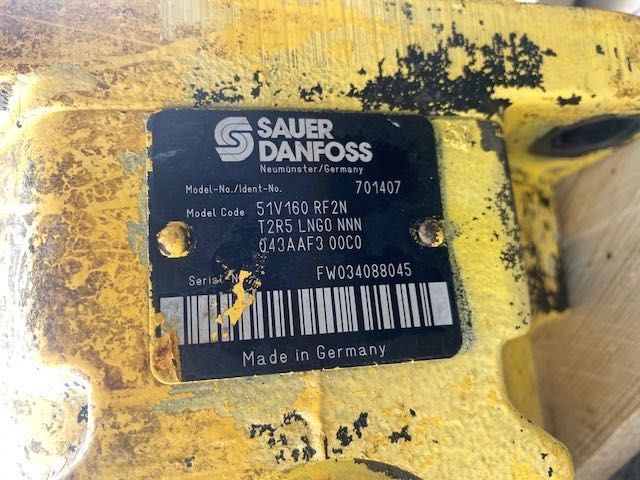 SAUER
DANFOSS
Neumünster/Germany
Model-No./Ident-No. 701407
Model Code 51V160 RF2N
T2R5 LNG0 NNN
043AAF3 00C0
Serial-N FW034088045
Made in Germany